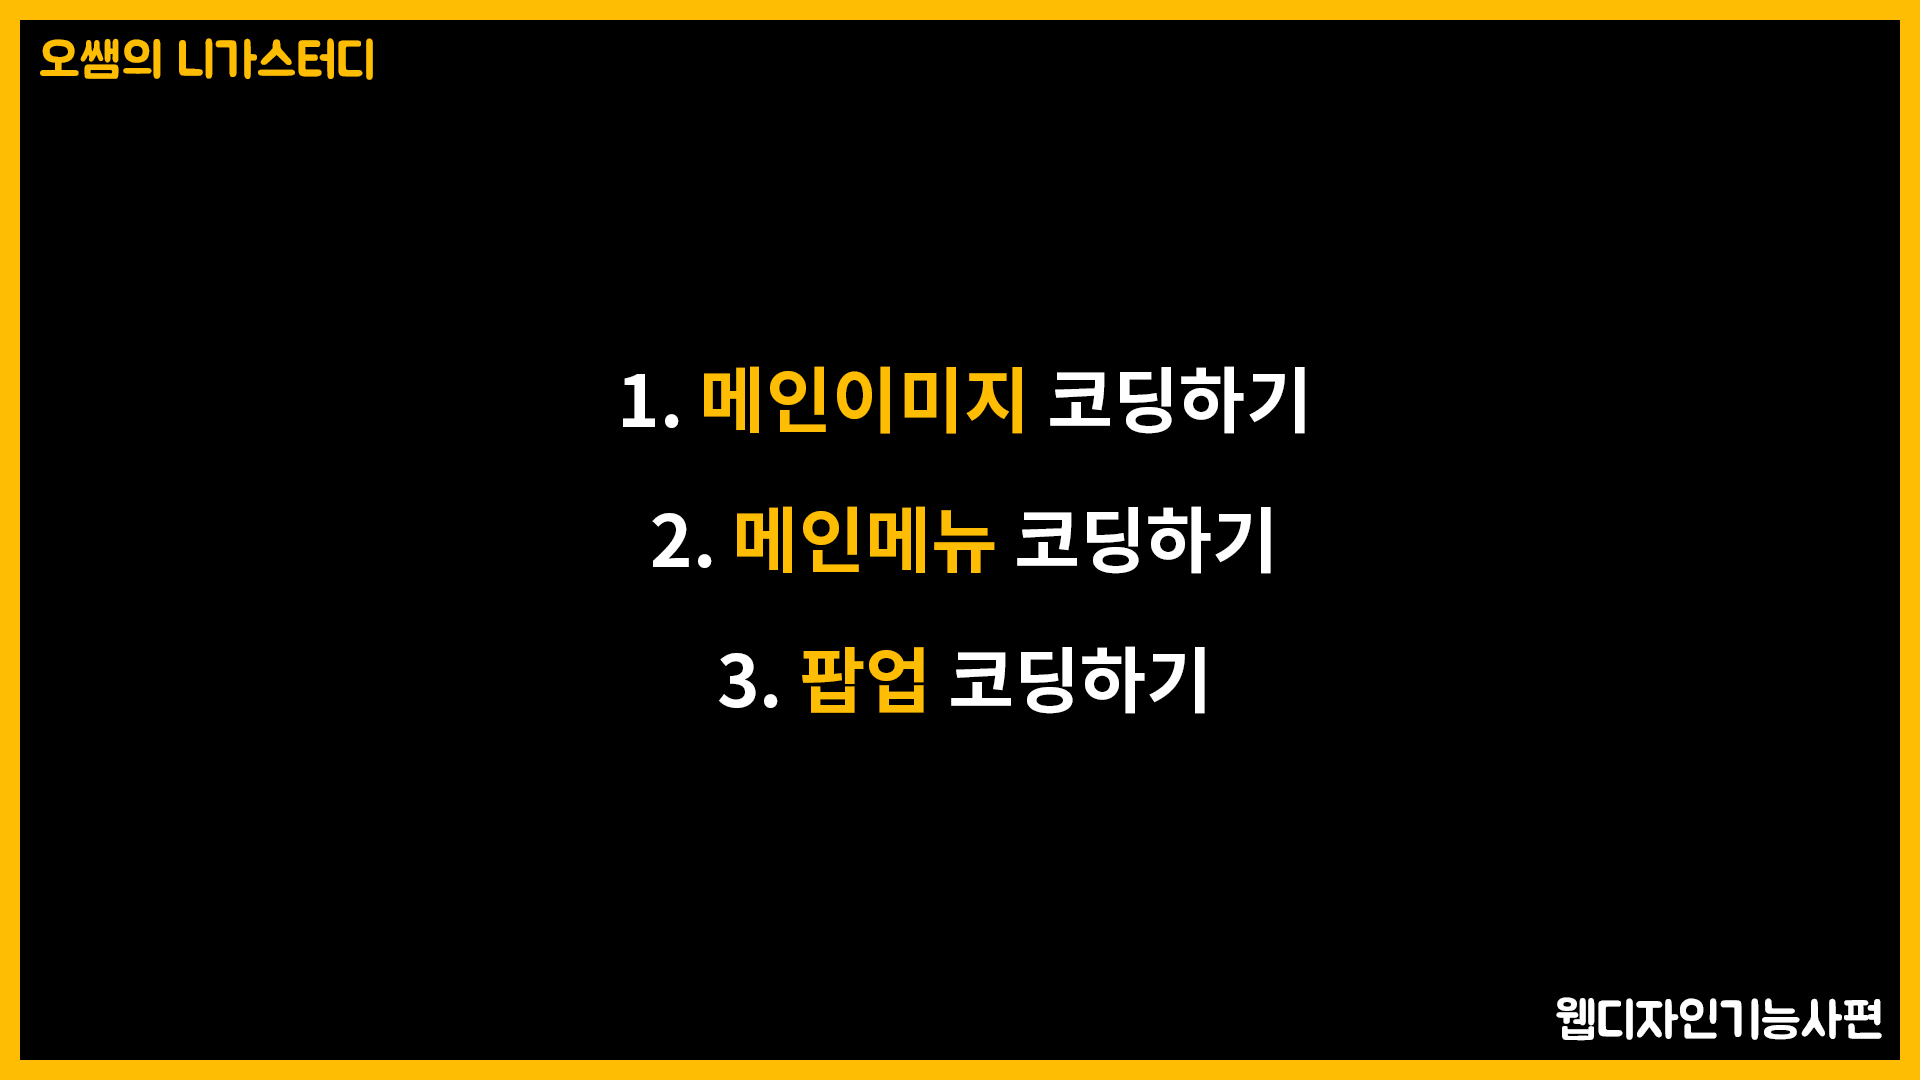 오쌤의 니가스터디
1. 메인이미지 코딩하기
2. 메인메뉴 코딩하기
3. 팝업 코딩하기
웹디자인기능사편